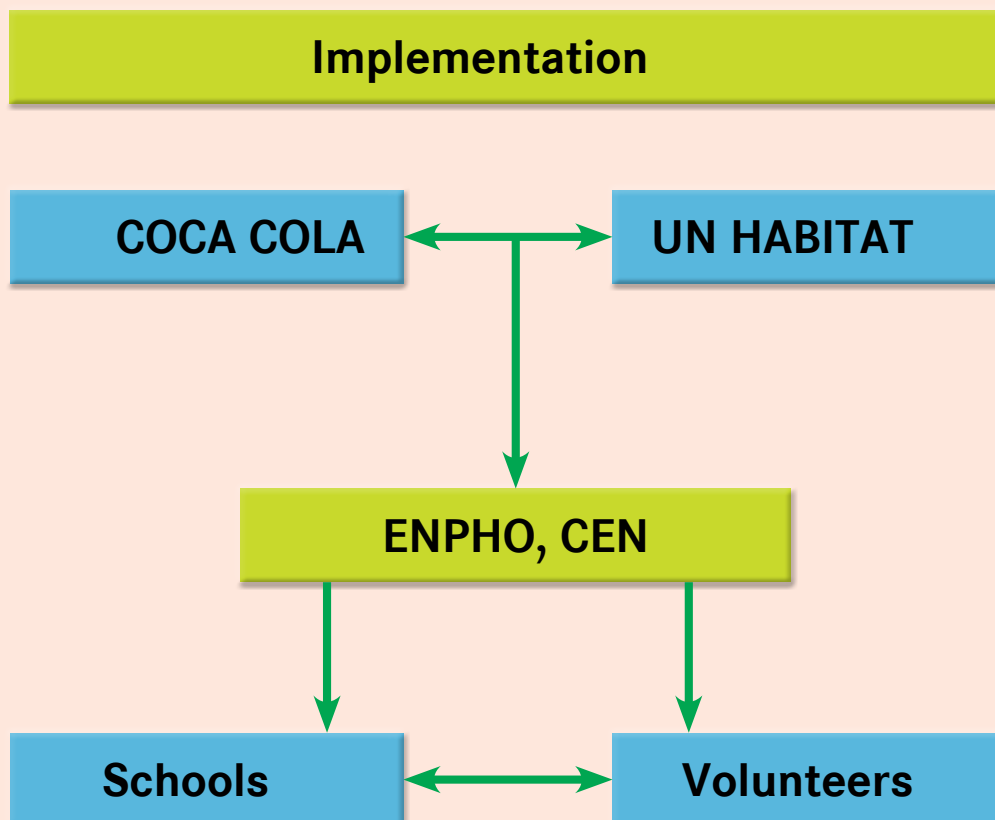 Implementation
COCA COLA
UN HABITAT
ENPHO, CEN
Schools
Volunteers